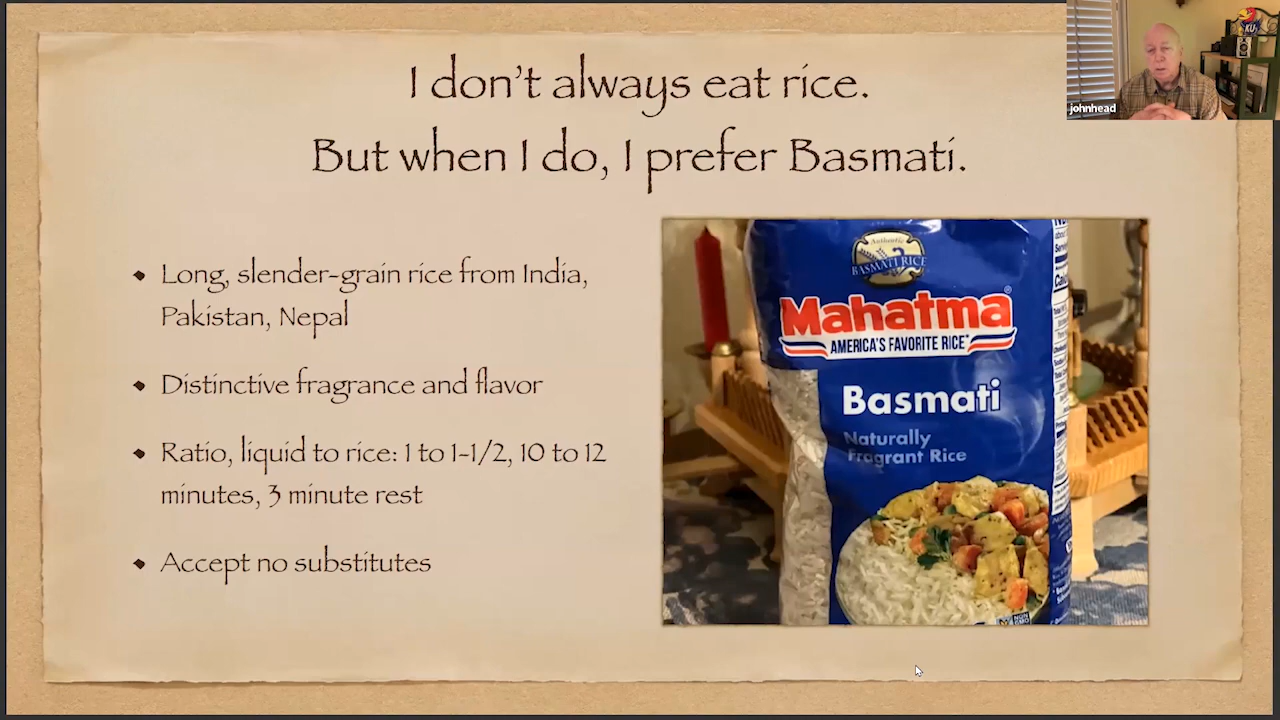 I don't always eat rice.
But when I do, I prefer Basmati.
johnhead
KU
Long, slender-grain rice from India,
Pakistan, Nepal
Distinctive fragrance and flavor
Ratio, liquid to rice: 1 to 1-1/2, 10 to 12
minutes, 3 minute rest
Accept no substitutes
Authentic
BASMATI RICE
Mahatma®
AMERICA'S FAVORITE RICE™
Basmati
Naturally
Fragrant Rice